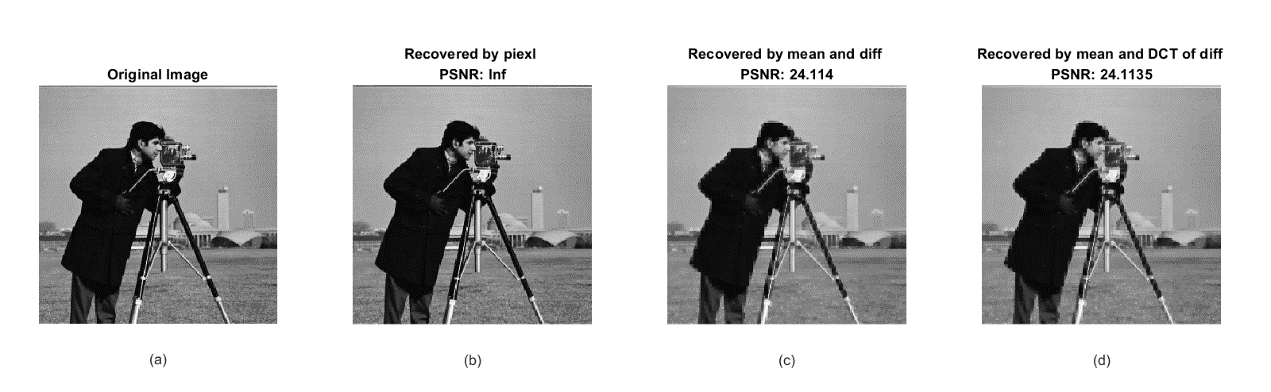 Original Image
Recovered by piexl
PSNR: Inf
Recovered by mean and diff
PSNR: 24.114
Recovered by mean and DCT of diff
PSNR: 24.1135
(a)
(b)
(c)
(d)